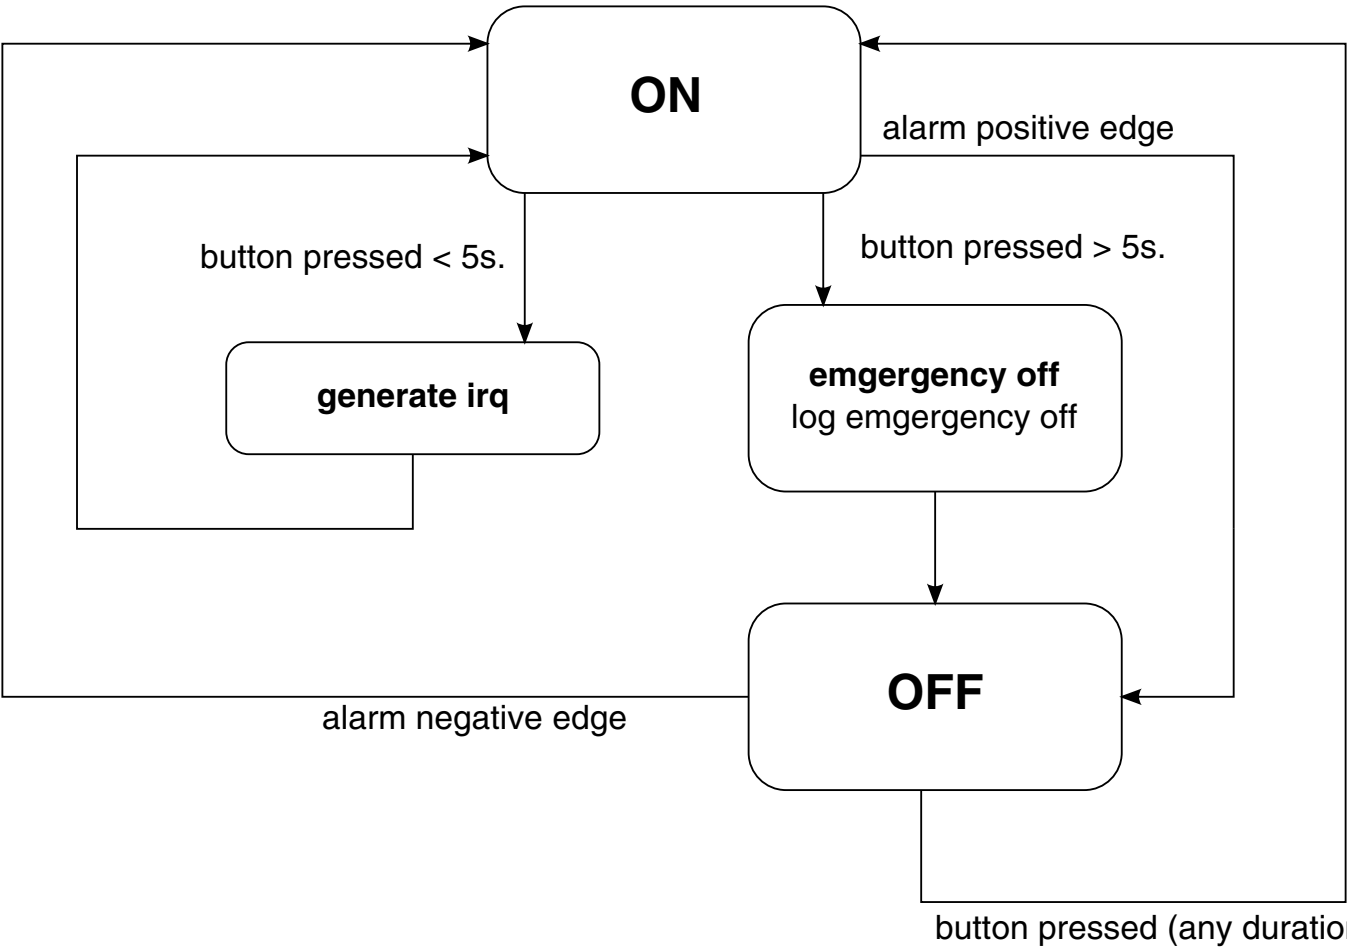 ON
alarm positive edge
button pressed < 5s.
button pressed > 5s.
generate irq
emgergency off
log emgergency off
OFF
alarm negative edge
button pressed (any duratio